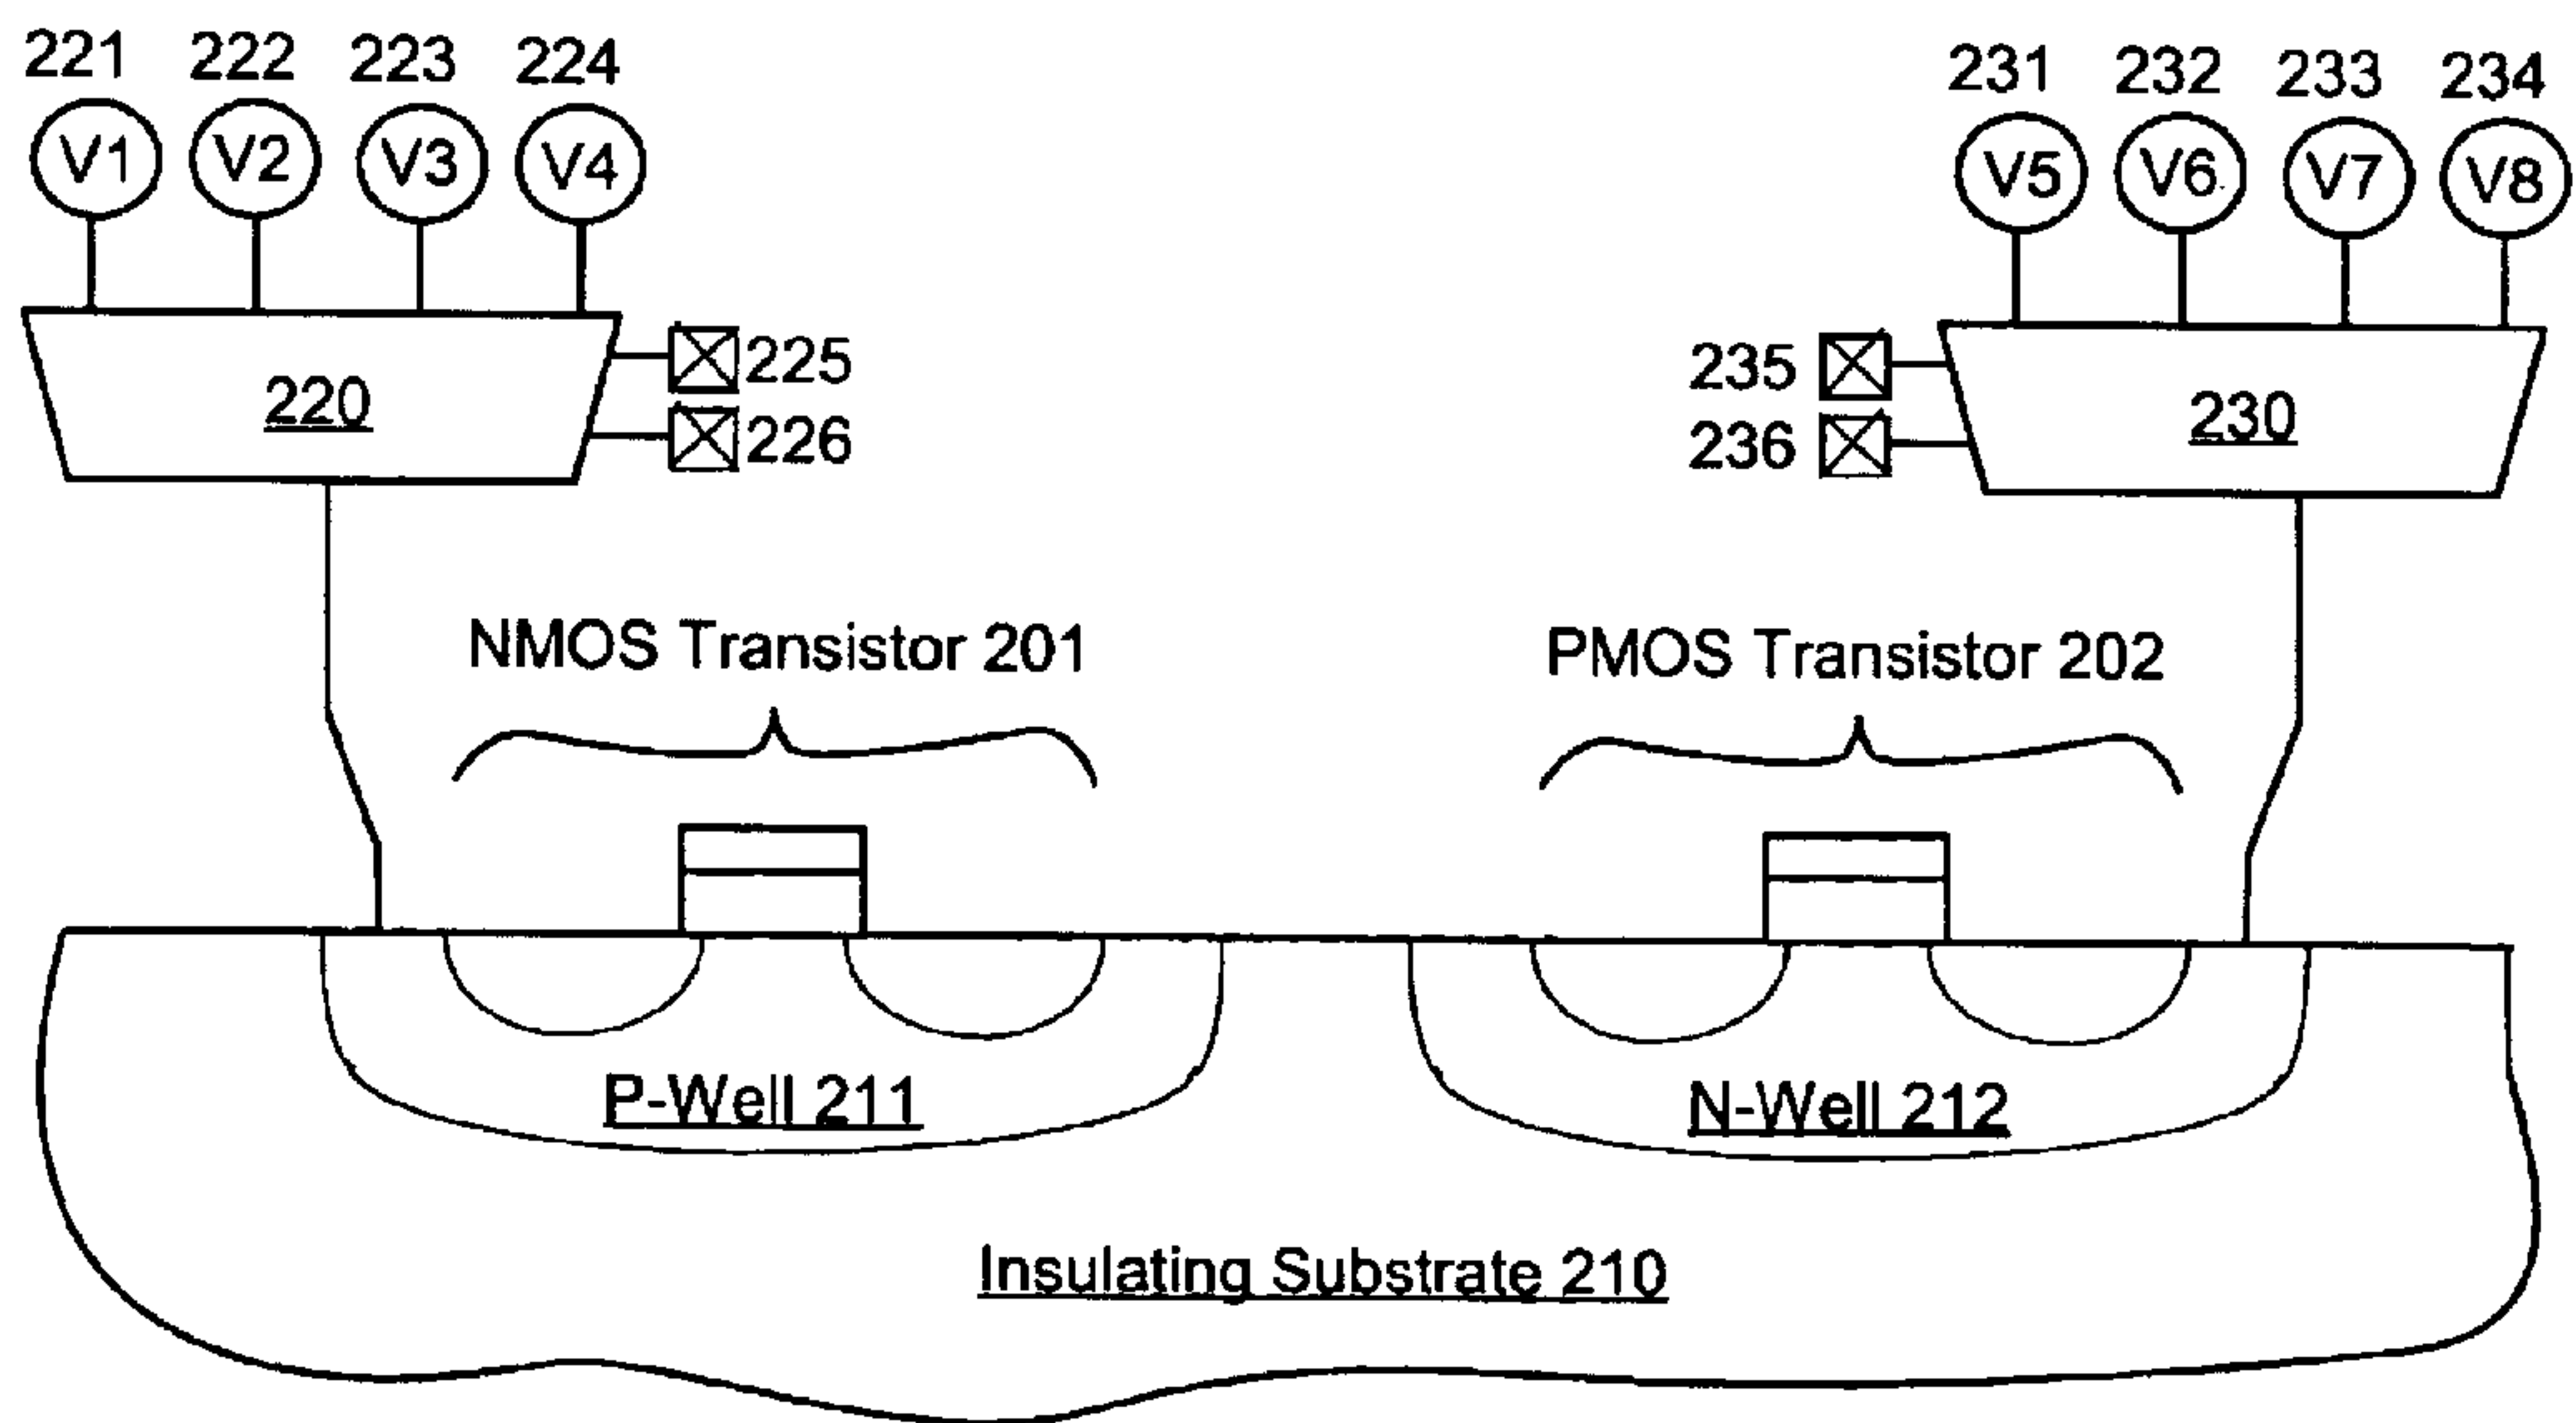 221 222 223 224
231 232 233 234
V1 V2 V3 V4
V5 V6 V7 V8
225
235
220
230
226
236
NMOS Transistor 201
PMOS Transistor 202
P-Well 211
N-Well 212
Insulating Substrate 210